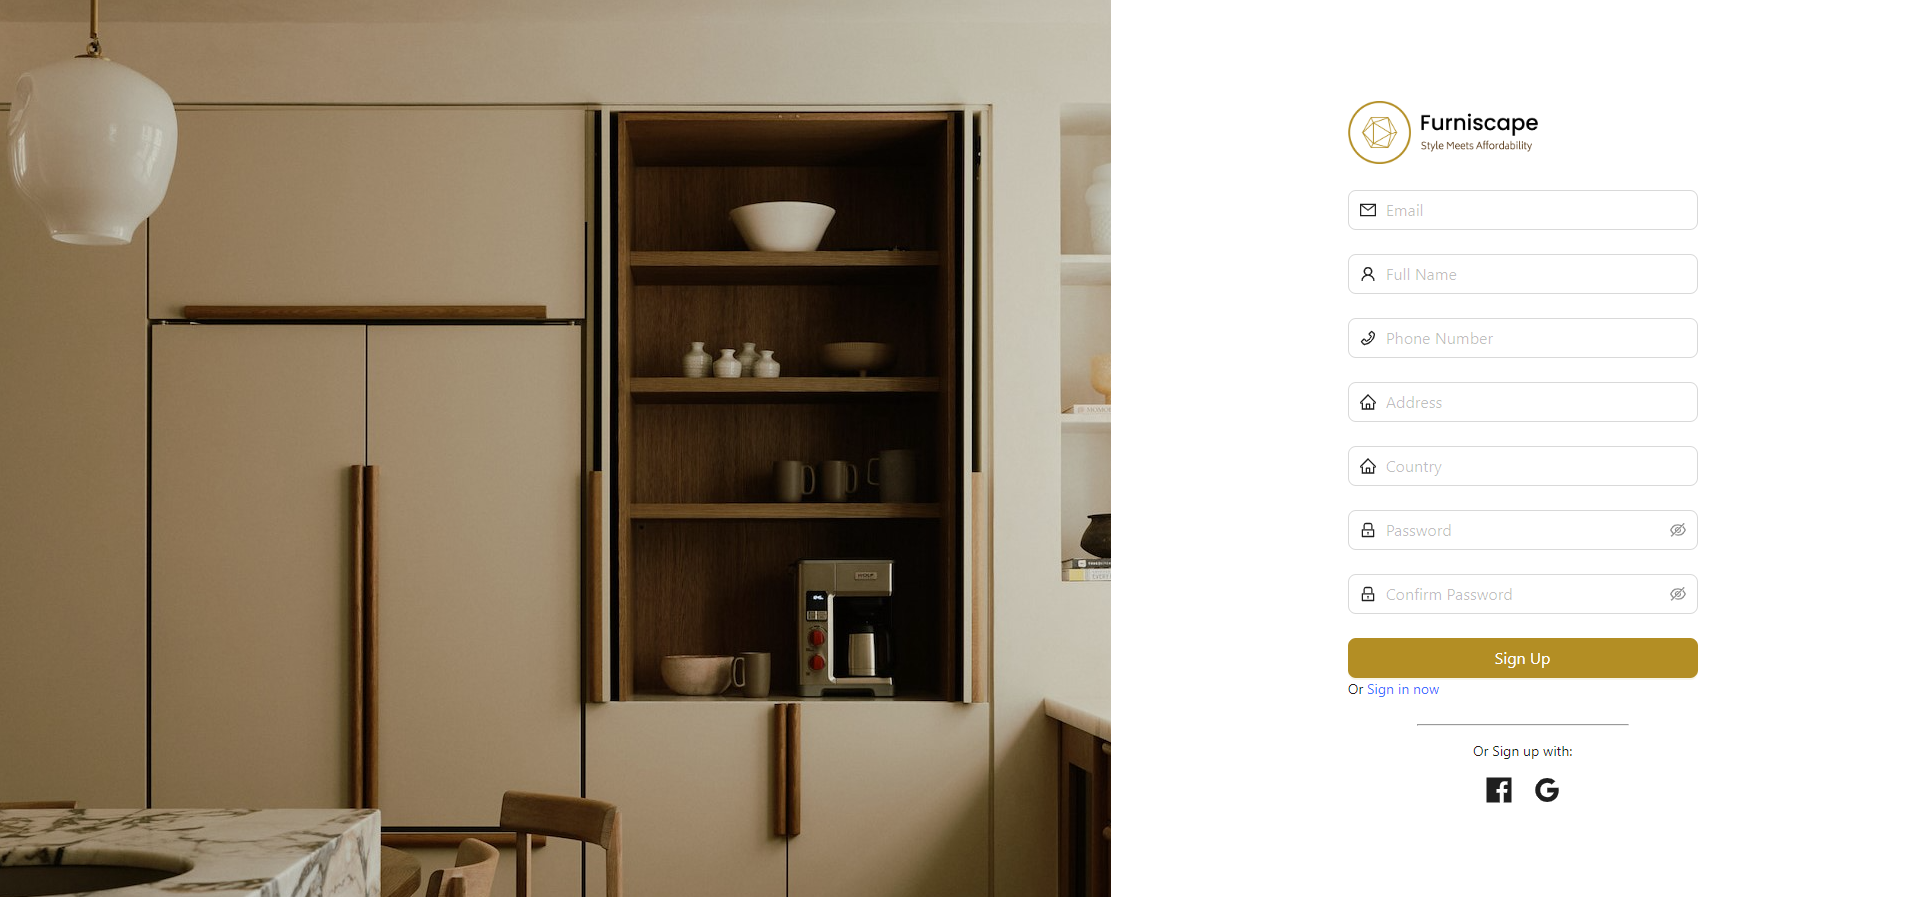 Furniscape
Style Meets Affordability
Email
Full Name
Phone Number
Address
Country
Password
Confirm Password
Sign Up
Or Sign in now
Or Sign up with:
WOLF